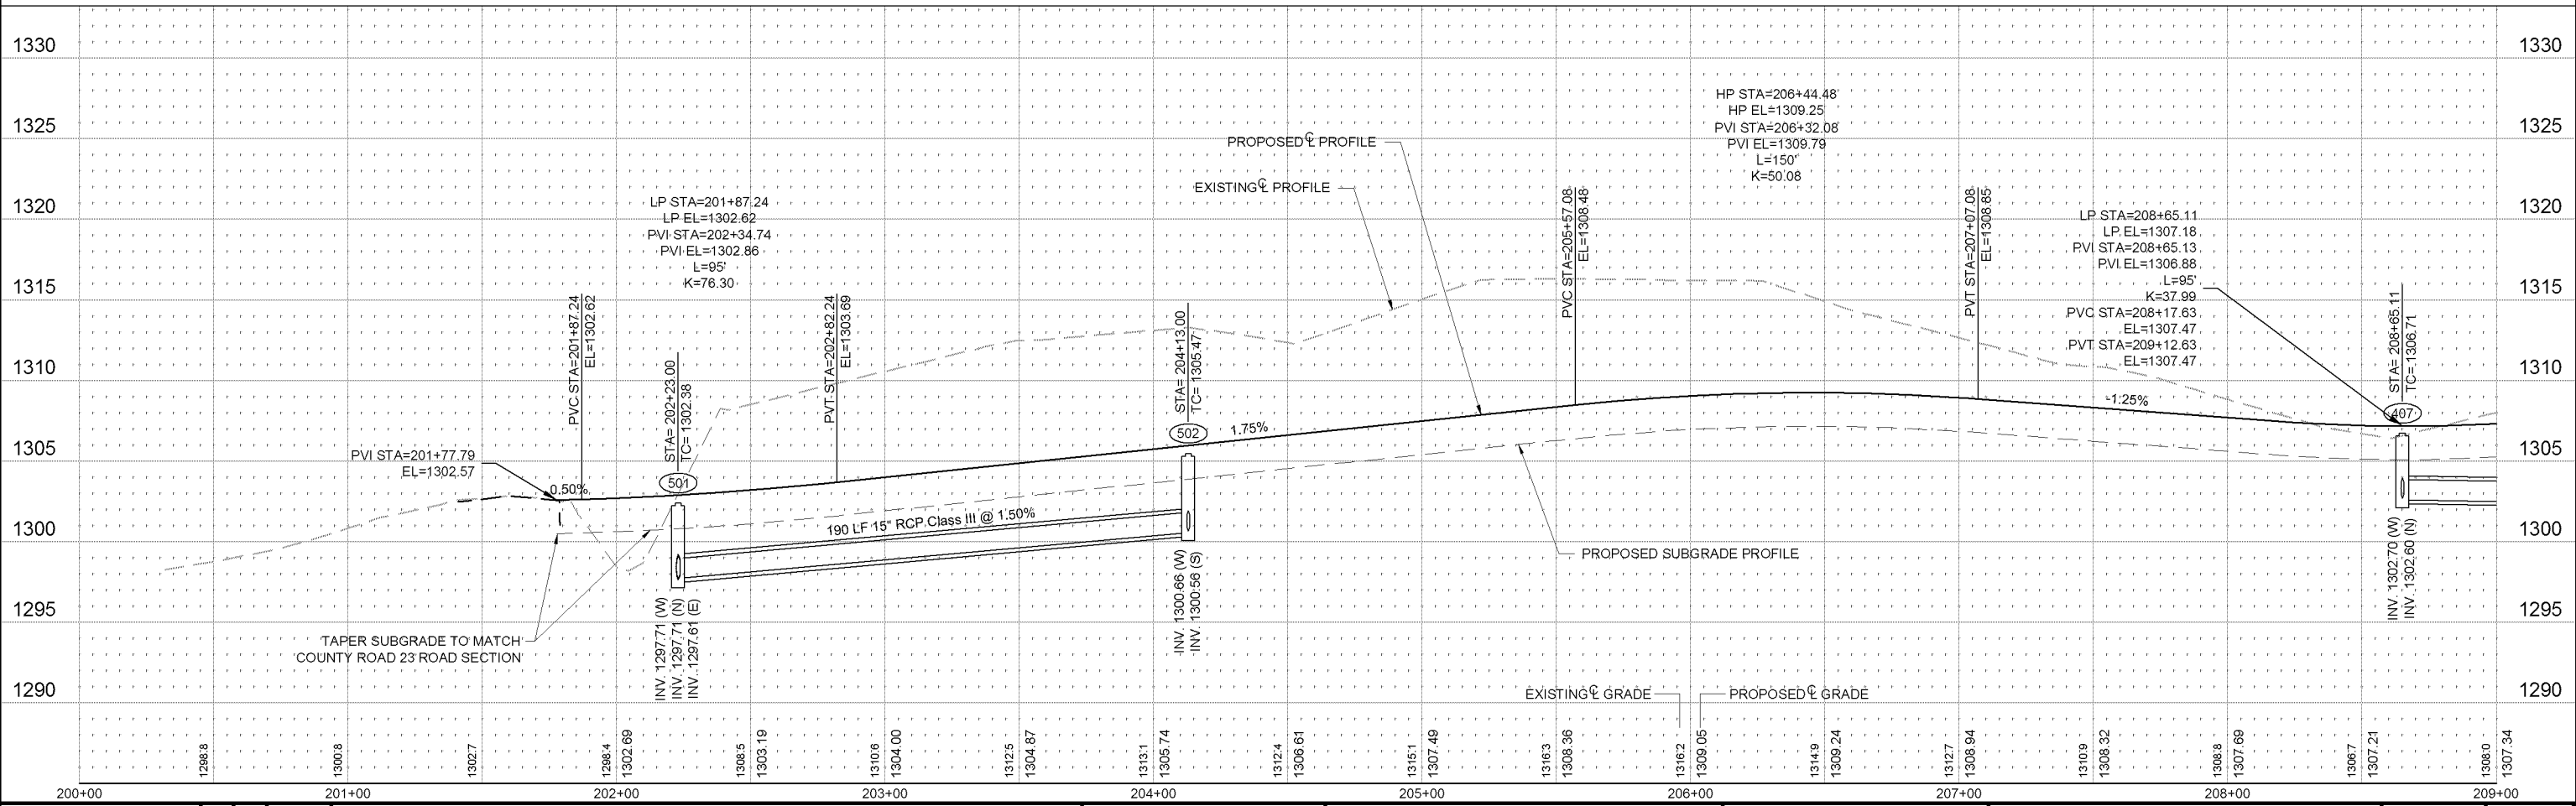 1330
1325
1320
1315
1310
1305
1300
1295
1290
1330
1325
1320
1315
1310
1305
1300
1295
1290
PVI STA=201+77.79
EL=1302.57
0.50%
TAPER SUBGRADE TO MATCH
COUNTY ROAD 23 ROAD SECTION
PVC STA=201+87.24
EL=1302.62
LP STA=201+87.24
LP EL=1302.62
PVI STA=202+34.74
PVI EL=1302.86
L=95'
K=76.30
STA= 202+23.00
TC= 1302.38
501
INV. 1297.71 (W)
INV. 1297.71 (N)
INV. 1297.61 (E)
PVT STA=202+82.24
EL=1303.69
190 LF 15" RCP Class III @ 1.50%
STA= 204+13.00
TC= 1305.47
502
INV. 1300.66 (W)
INV. 1300.56 (S)
1.75%
PROPOSED ℄ PROFILE
EXISTING ℄ PROFILE
PROPOSED SUBGRADE PROFILE
PVC STA=205+57.08
EL=1308.48
HP STA=206+44.48
HP EL=1309.25
PVI STA=206+32.08
PVI EL=1309.79
L=150'
K=50.08
PVT STA=207+07.08
EL=1308.85
-1.25%
LP STA=208+65.11
LP EL=1307.18
PVI STA=208+65.13
PVI EL=1306.88
L=95'
K=37.99
PVC STA=208+17.63
EL=1307.47
PVT STA=209+12.63
EL=1307.47
STA= 208+65.11
TC= 1306.71
407
INV. 1302.70 (W)
INV. 1302.60 (N)
EXISTING ℄ GRADE
PROPOSED ℄ GRADE
1298.8
1300.8
1302.7
1298.4
1302.69
1308.5
1303.19
1310.6
1304.00
1312.5
1304.87
1313.1
1305.74
1312.4
1306.61
1315.1
1307.49
1316.3
1308.36
1316.2
1309.05
1314.9
1309.24
1312.7
1308.94
1310.9
1308.32
1308.8
1307.69
1306.7
1307.21
1308.0
1307.34
200+00
201+00
202+00
203+00
204+00
205+00
206+00
207+00
208+00
209+00